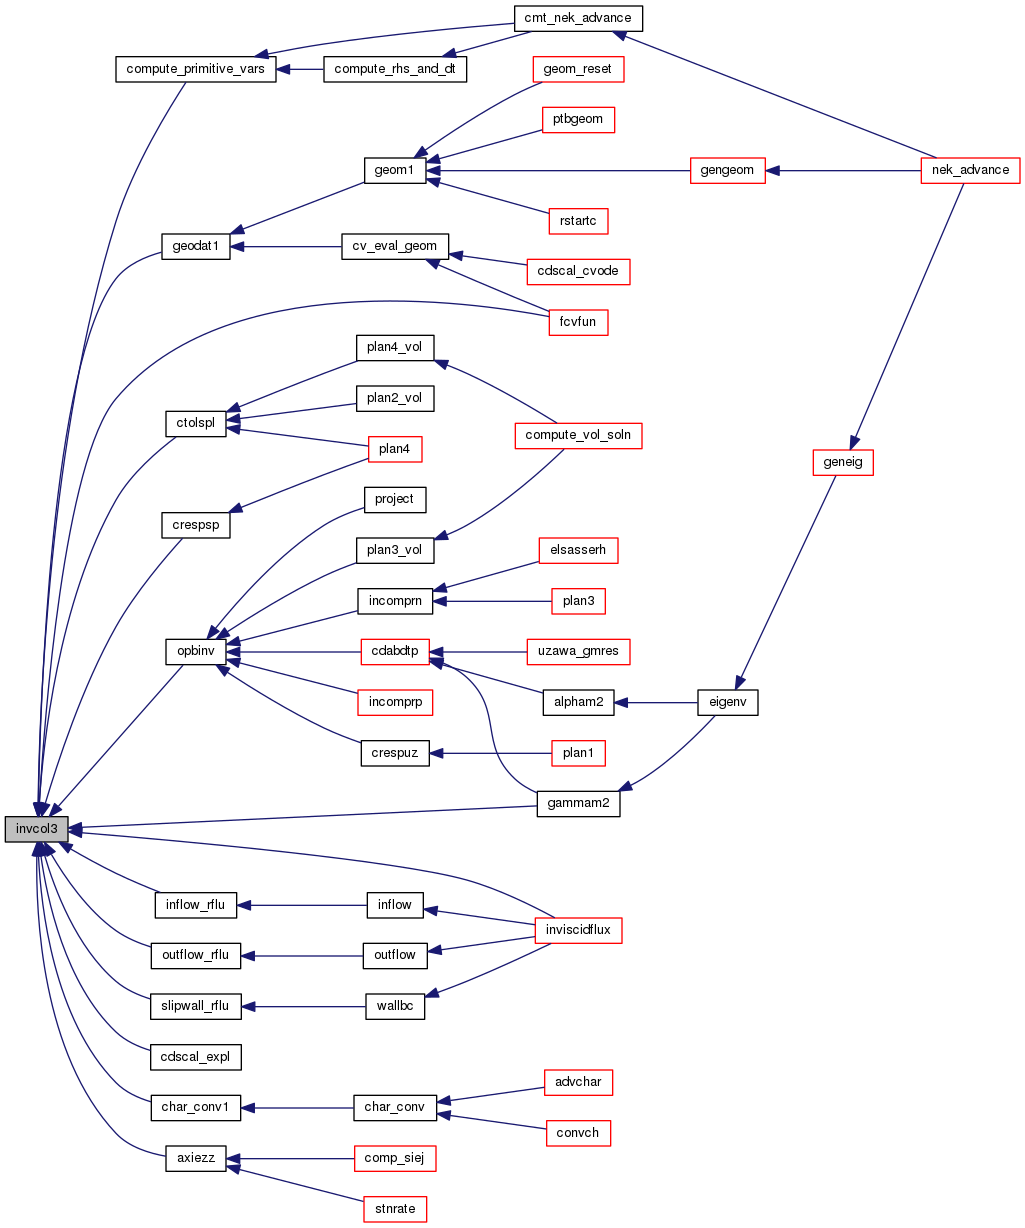 cmt_nek_advance
compute_primitive_vars
compute_rhs_and_dt
geom_reset
ptbgeom
geom1
gengeom
nek_advance
rstartc
geodat1
cv_eval_geom
cdscal_cvode
fcvfun
plan4_vol
plan2_vol
ctolspl
compute_vol_soln
plan4
geneig
project
crespsp
plan3_vol
elsasserh
incomprn
plan3
opbinv
cdabdtp
uzawa_gmres
incomprp
alpham2
eigenv
crespuz
plan1
gammam2
invcol3
inflow_rflu
inflow
inviscidflux
outflow_rflu
outflow
slipwall_rflu
wallbc
cdscal_expl
advchar
char_conv1
char_conv
convch
axiezz
comp_siej
stnrate